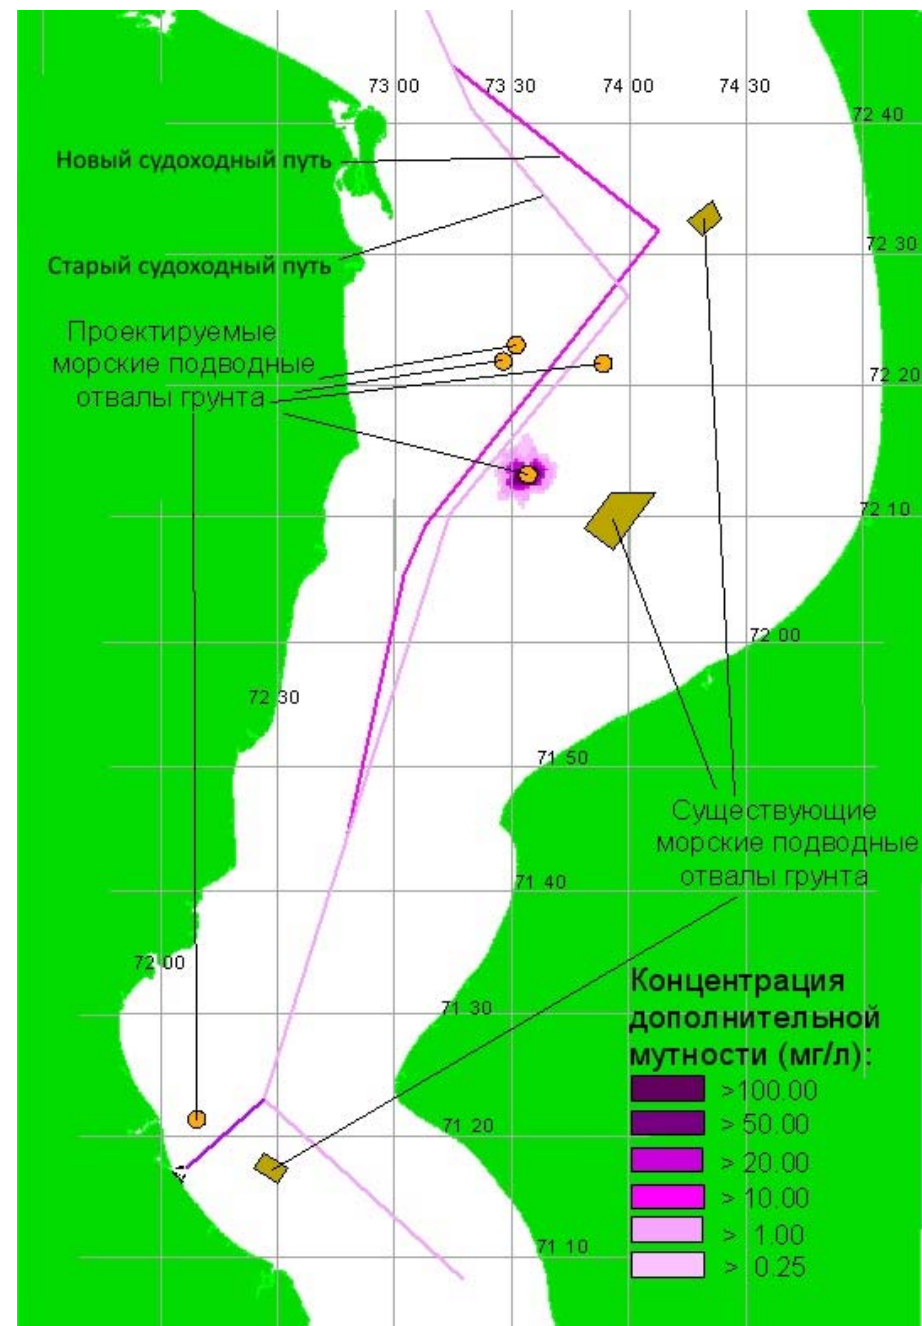 73 00 73 30 74 00 74 30
72 40
Новый судоходный путь
72 30
Старый судоходный путь
Проектируемые
морские подводные
отвалы грунта
72 20
72 10
72 00
72 30
71 50
Существующие
морские подводные
отвалы грунта
71 40
72 00
Концентрация
дополнительной
мутности (мг/л):
71 30
>100.00
>50.00
>20.00
>10.00
> 1.00
> 0.25
71 20
71 10